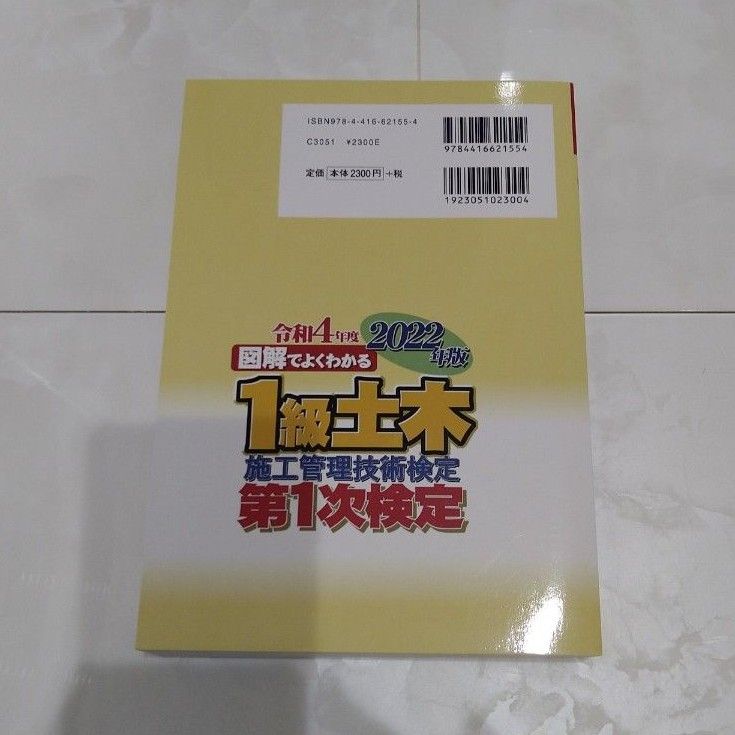 ISBN978-4-416-62155-4
C3051 ¥2300E
定価 本体2300円 +税
9784416621554
1923051023004
令和4年度 2022年版
図解でよくわかる
1級土木
施工管理技術検定
第1次検定